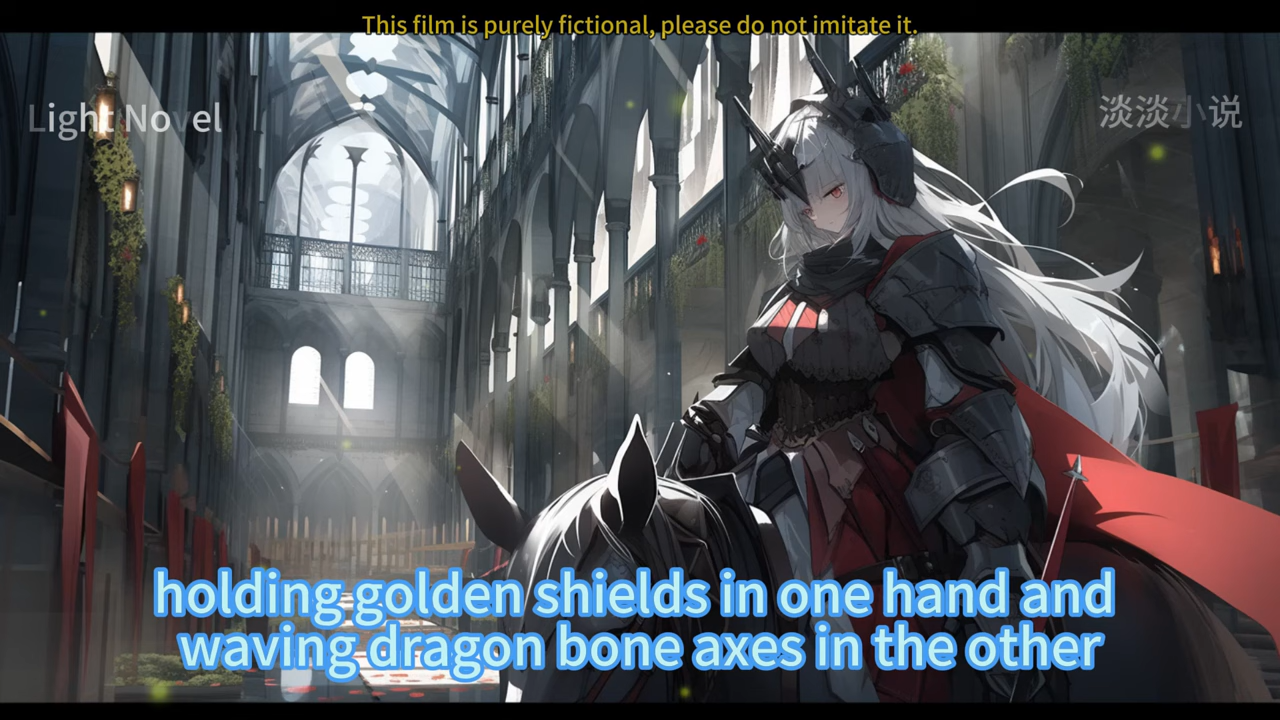 This film is purely fictional, please do not imitate it.
Light Novel
淡淡小说
holding golden shields in one hand and
waving dragon bone axes in the other